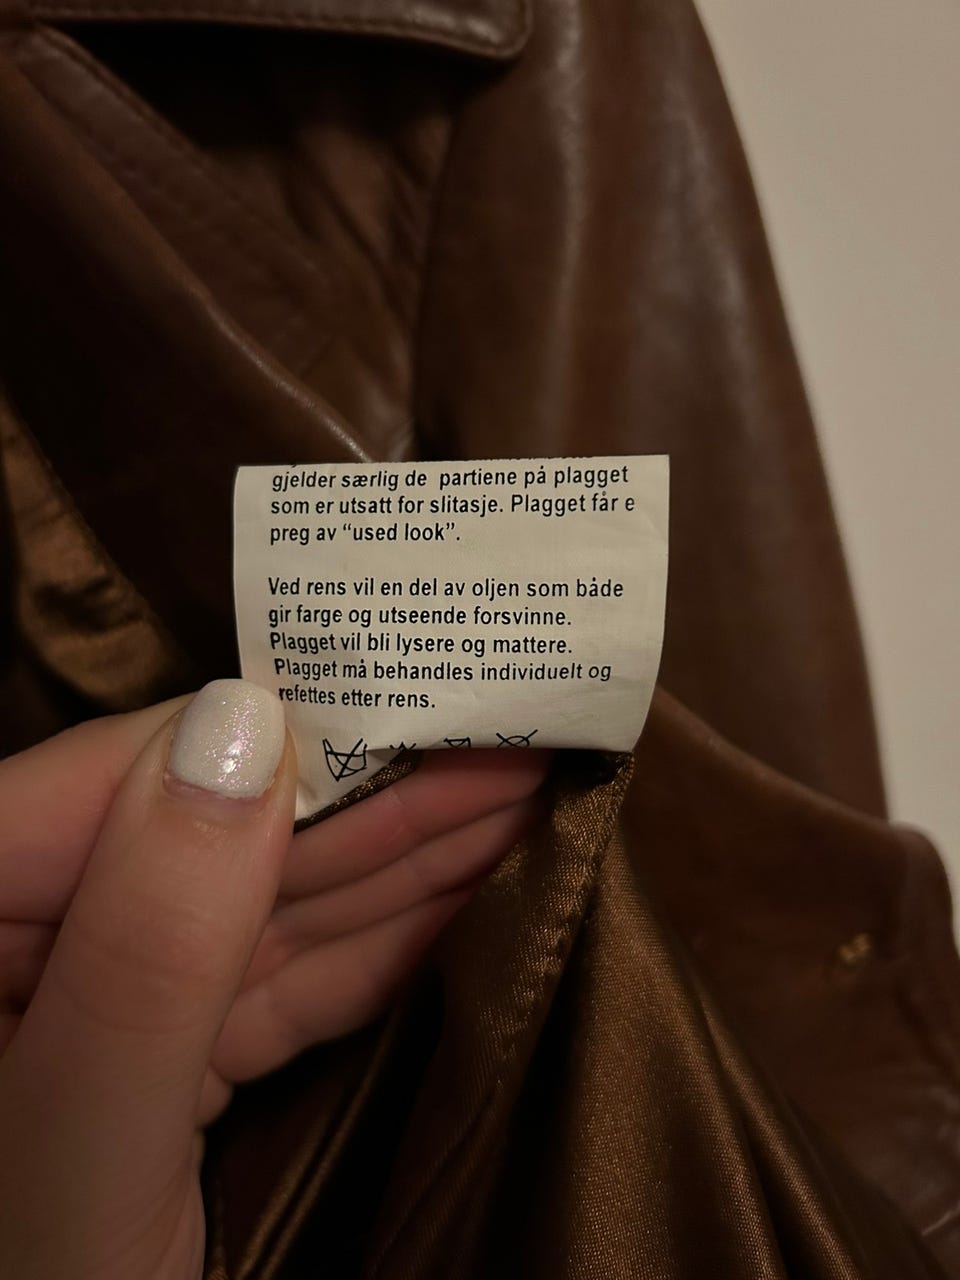 gjelder særlig de partiene på plagget
som er utsatt for slitasje. Plagget får e
preg av “used look”.
Ved rens vil en del av oljen som både
gir farge og utseende forsvinne.
Plagget vil bli lysere og mattere.
Plagget må behandles individuelt og
refettes etter rens.